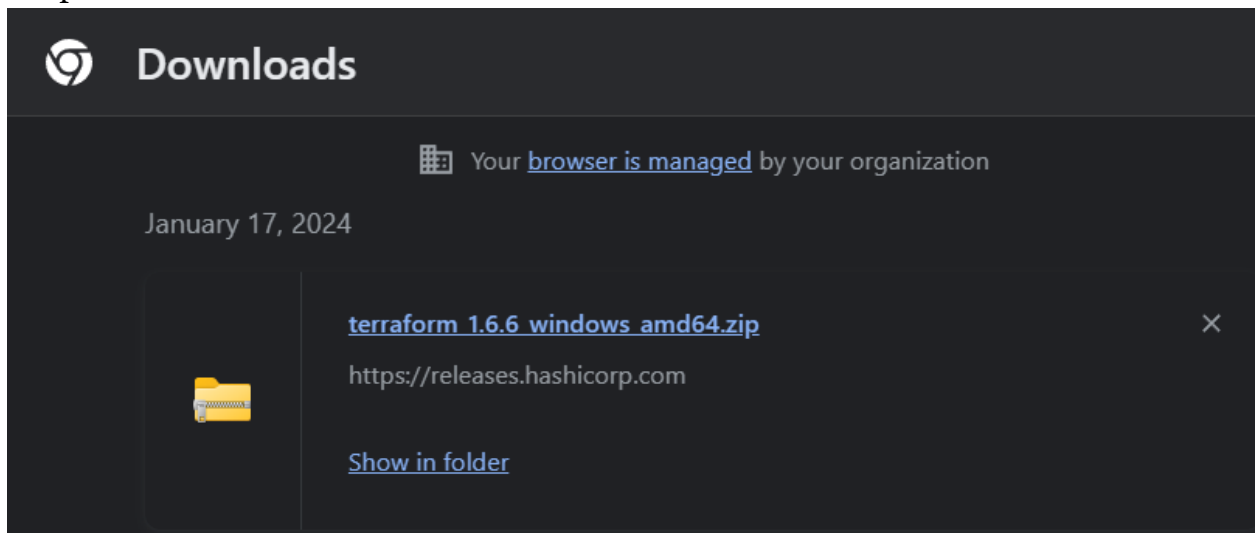 Downloads
Your browser is managed by your organization
January 17, 2024
terraform_1.6.6_windows_amd64.zip
https://releases.hashicorp.com
Show in folder